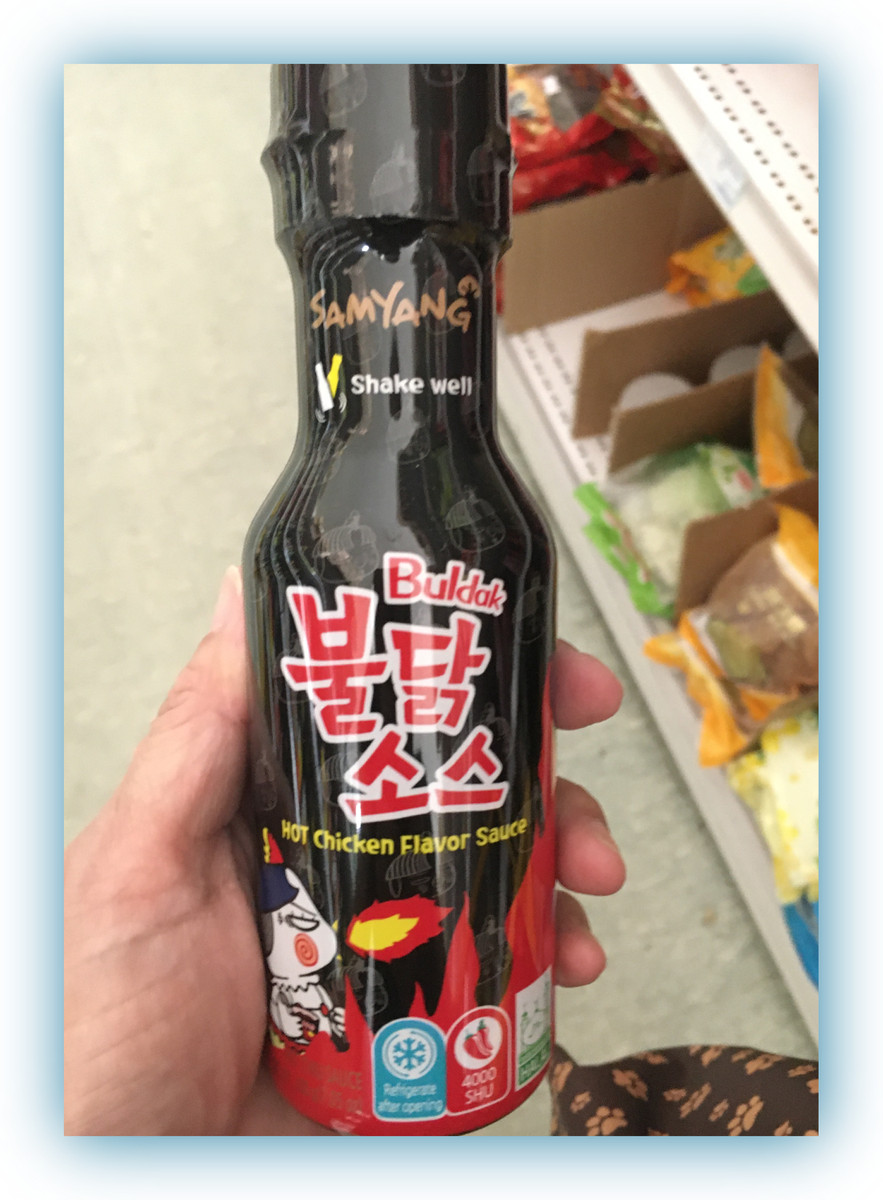 SAMYANG
Shake well
Buldak
불닭
소스
HOT Chicken Flavor Sauce
Refrigerate
after opening
4000
SHU